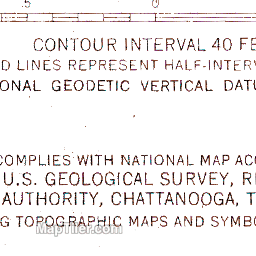 5 0
CONTOUR INTERVAL 40 FE
D LINES REPRESENT HALF-INTERV
ONAL GEODETIC VERTICAL DATU
COMPLIES WITH NATIONAL MAP ACC
U.S. GEOLOGICAL SURVEY, RE
AUTHORITY, CHATTANOOGA, T
G TOPOGRAPHIC MAPS AND SYMBO
MapTiler.com